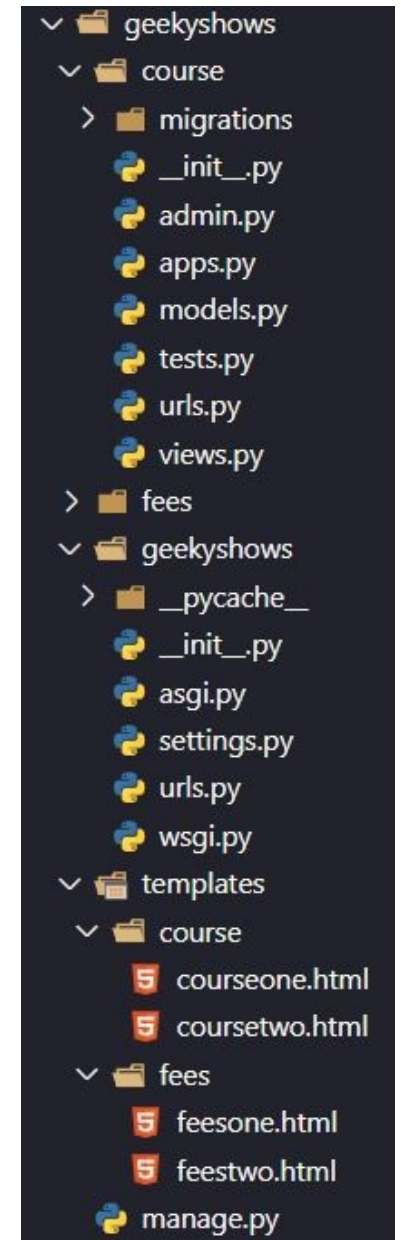 geekyshows
course
migrations
__init__.py
admin.py
apps.py
models.py
tests.py
urls.py
views.py
fees
geekyshows
__pycache__
__init__.py
asgi.py
settings.py
urls.py
wsgi.py
templates
course
courseone.html
coursetwo.html
fees
feesone.html
feestwo.html
manage.py